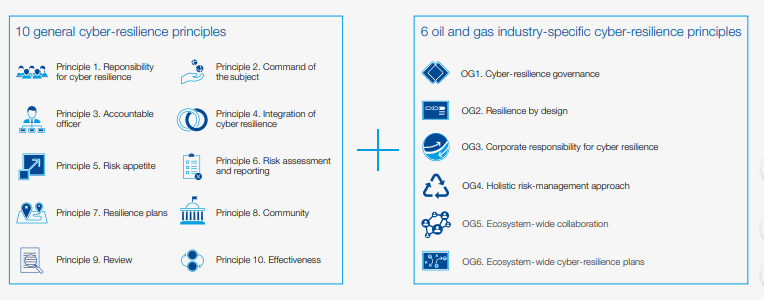 10 general cyber-resilience principles
Principle 1. Reponsibility
for cyber resilience
Principle 2. Command of
the subject
Principle 3. Accountable
officer
Principle 4. Integration of
cyber resilience
Principle 5. Risk appetite
Principle 6. Risk assessment
and reporting
Principle 7. Resilience plans
Principle 8. Community
Principle 9. Review
Principle 10. Effectiveness
6 oil and gas industry-specific cyber-resilience principles
OG1. Cyber-resilience governance
OG2. Resilience by design
OG3. Corporate responsibility for cyber resilience
OG4. Holistic risk-management approach
OG5. Ecosystem-wide collaboration
OG6. Ecosystem-wide cyber-resilience plans